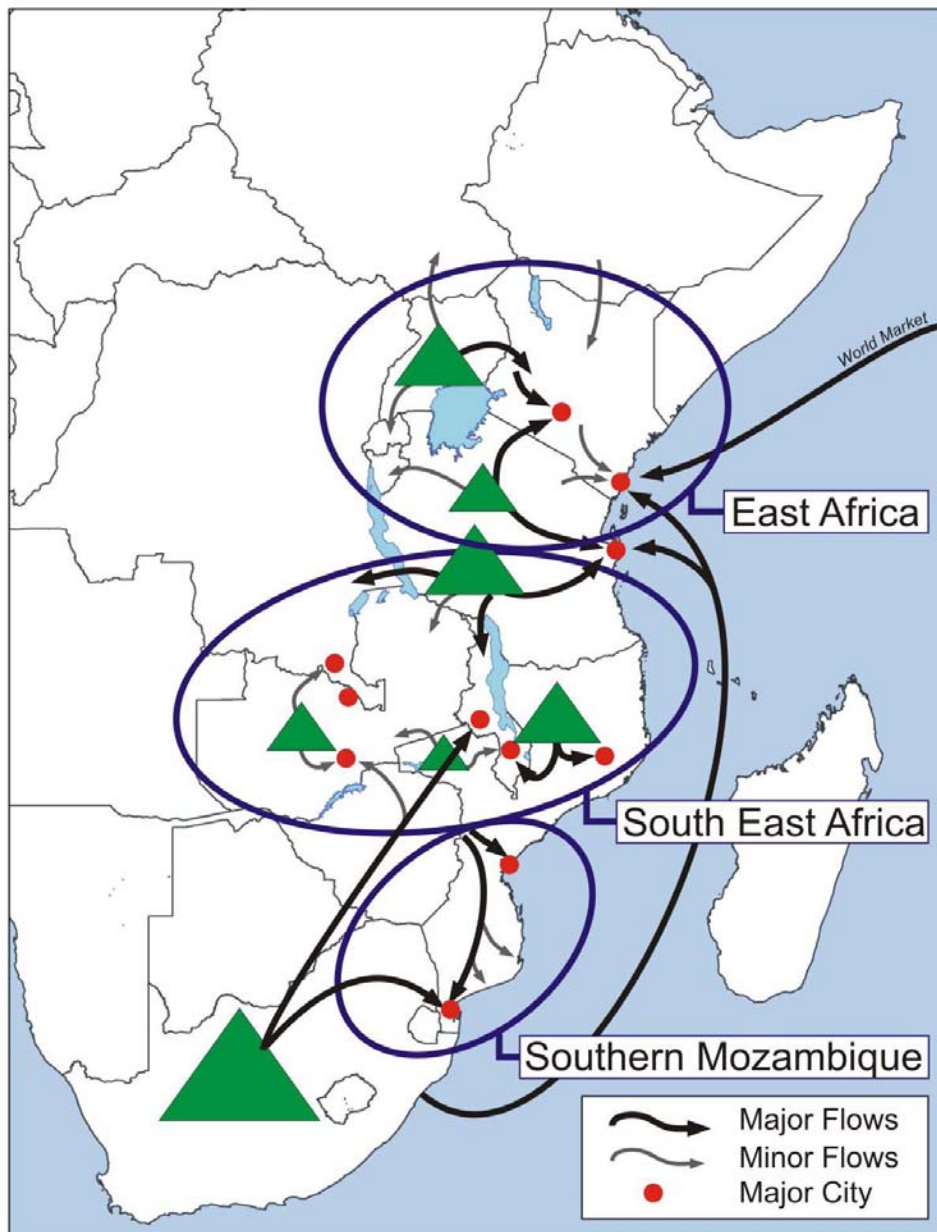 World Market
East Africa
South East Africa
Southern Mozambique
Major Flows
Minor Flows
Major City